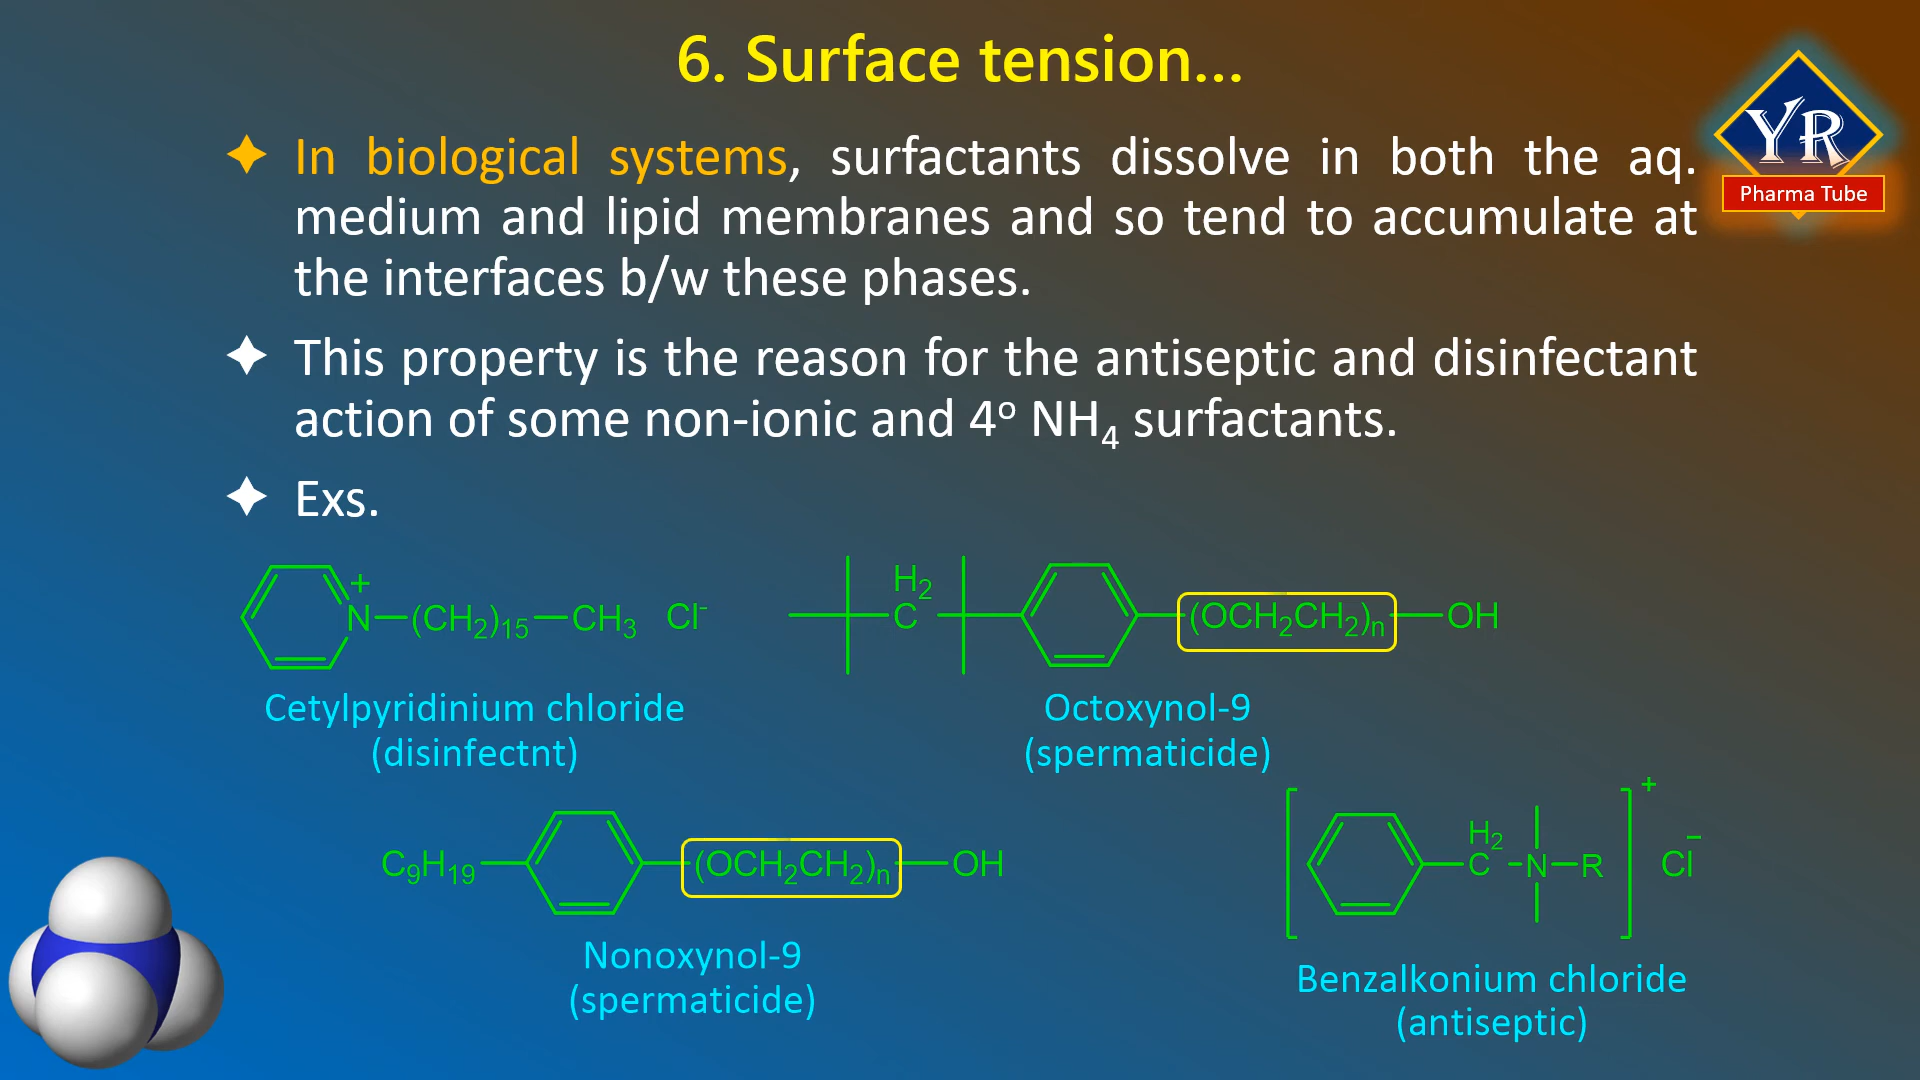 6. Surface tension...
YR
Pharma Tube
✦ In biological systems, surfactants dissolve in both the aq.
medium and lipid membranes and so tend to accumulate at
the interfaces b/w these phases.
✦ This property is the reason for the antiseptic and disinfectant
action of some non-ionic and 4° NH₄ surfactants.
✦ Exs.
N⁺—(CH₂)₁₅—CH₃ Cl⁻
H₂
C
(OCH₂CH₂)ₙ—OH
Cetylpyridinium chloride
(disinfectnt)
Octoxynol-9
(spermaticide)
C₉H₁₉
(OCH₂CH₂)ₙ—OH
Nonoxynol-9
(spermaticide)
[ H₂
C—N—R ]⁺ Cl⁻
Benzalkonium chloride
(antiseptic)